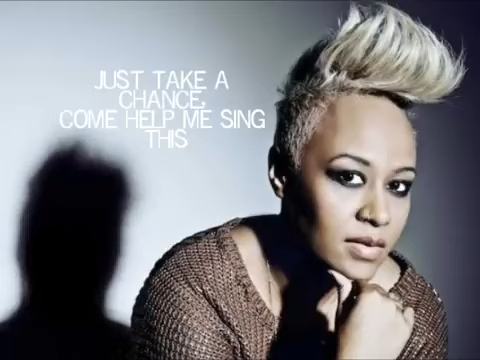 JUST TAKE A
CHANCE,
COME HELP ME SING
THIS